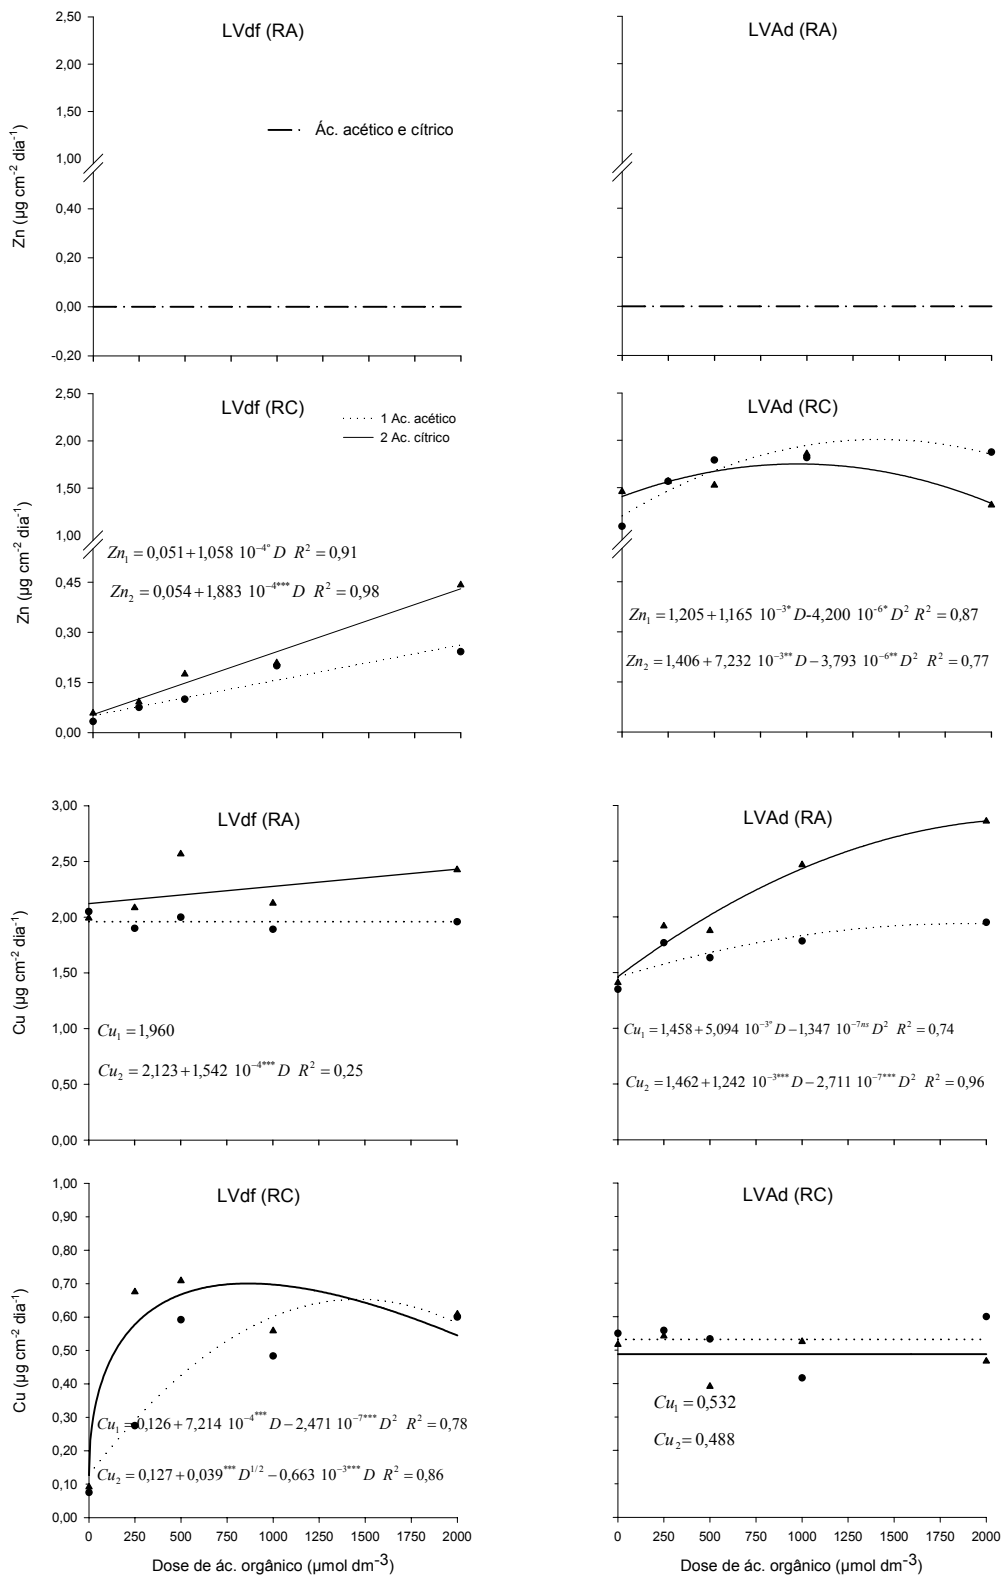 LVdf (RA)
2,50
2,00
1,50
1,00
0,40
0,20
0,00
-0,20
Zn (µg cm-2 dia-1)
Ác. acético e cítrico
LVAd (RA)
LVdf (RC)
2,50
2,00
1,50
1,00
0,45
0,30
0,15
0,00
Zn (µg cm-2 dia-1)
1 Ac. acético
2 Ac. cítrico
Zn1 = 0,051+1,058 10−4° D R2 = 0,91
Zn2 = 0,054+1,883 10−4*** D R2 = 0,98
LVAd (RC)
Zn1 = 1,205+1,165 10−3* D-4,200 10-6* D2 R2 = 0,87
Zn2 = 1,406+7,232 10−3** D−3,793 10−6** D2 R2 = 0,77
LVdf (RA)
3,00
2,50
2,00
1,50
1,00
0,50
0,00
Cu (µg cm-2 dia-1)
Cu1 = 1,960
Cu2 = 2,123+1,542 10−4*** D R2 = 0,25
LVAd (RA)
Cu1 = 1,458+5,094 10−3° D−1,347 10−7ns D2 R2 = 0,74
Cu2 = 1,462+1,242 10−3*** D−2,711 10−7*** D2 R2 = 0,96
LVdf (RC)
1,00
0,90
0,80
0,70
0,60
0,50
0,40
0,30
0,20
0,10
0,00
Cu (µg cm-2 dia-1)
Cu1 = 0,126+7,214 10−4*** D−2,471 10−7*** D2 R2 = 0,78
Cu2 = 0,127+0,039*** D1/2 −0,663 10−3*** D R2 = 0,86
0 250 500 750 1000 1250 1500 1750 2000
Dose de ác. orgânico (µmol dm-3)
LVAd (RC)
Cu1 = 0,532
Cu2 = 0,488
0 250 500 750 1000 1250 1500 1750 2000
Dose de ác. orgânico (µmol dm-3)